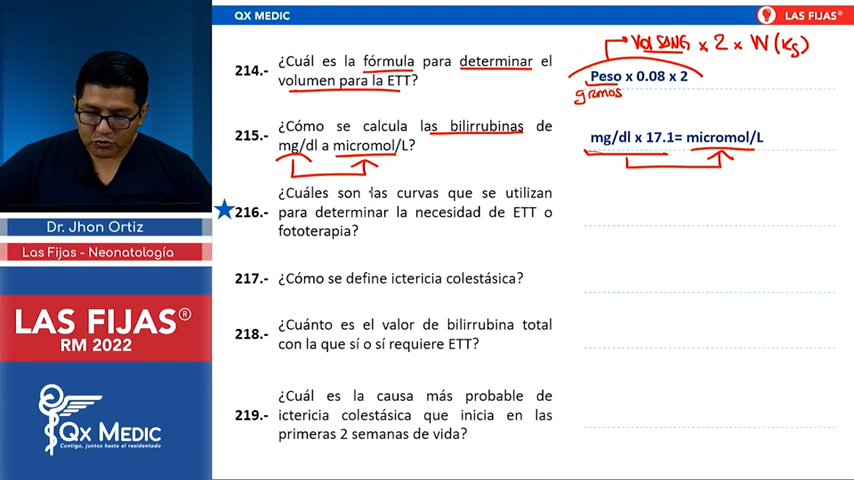 QX MEDIC
LAS FIJAS®
VOL SANG x 2 x W (Kg)
214.- ¿Cuál es la fórmula para determinar el
volumen para la ETT?
Peso x 0.08 x 2
gramos
215.- ¿Cómo se calcula las bilirrubinas de
mg/dl a micromol/L?
mg/dl x 17.1= micromol/L
216.- ¿Cuáles son las curvas que se utilizan
para determinar la necesidad de ETT o
fototerapia?
217.- ¿Cómo se define ictericia colestásica?
218.- ¿Cuánto es el valor de bilirrubina total
con la que sí o sí requiere ETT?
219.- ¿Cuál es la causa más probable de
ictericia colestásica que inicia en las
primeras 2 semanas de vida?
Dr. Jhon Ortiz
Las Fijas - Neonatología
LAS FIJAS®
RM 2022
QX MEDIC
Contigo, juntos hasta el residentado